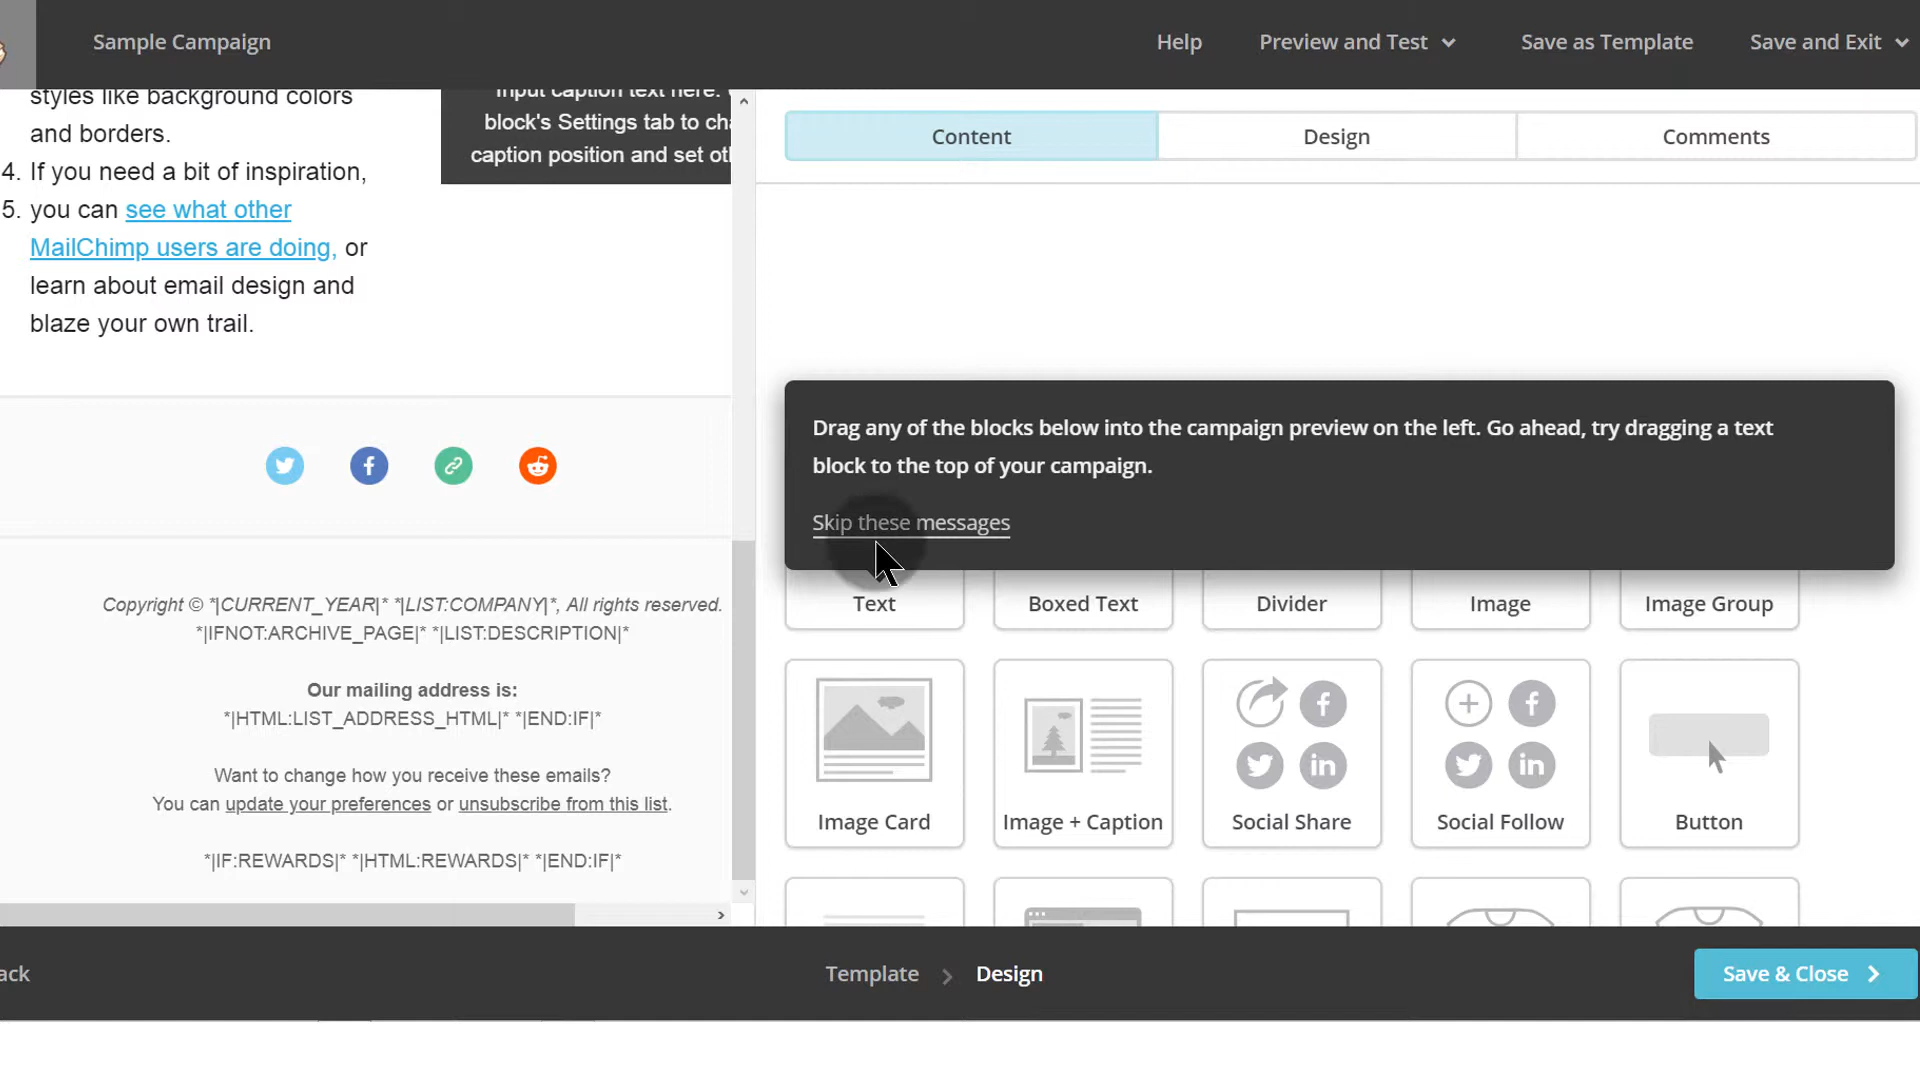 Sample Campaign
Help
Preview and Test
Save as Template
Save and Exit
styles like background colors
and borders.
4. If you need a bit of inspiration,
5. you can see what other
MailChimp users are doing, or
learn about email design and
blaze your own trail.
Input caption text here.
block's Settings tab to cha
caption position and set oth
Content
Design
Comments
Drag any of the blocks below into the campaign preview on the left. Go ahead, try dragging a text
block to the top of your campaign.
Skip these messages
Text
Boxed Text
Divider
Image
Image Group
Image Card
Image + Caption
Social Share
Social Follow
Button
Copyright © *|CURRENT_YEAR|* *|LIST:COMPANY|*, All rights reserved.
*|IFNOT:ARCHIVE_PAGE|* *|LIST:DESCRIPTION|*
Our mailing address is:
*|HTML:LIST_ADDRESS_HTML|* *|END:IF|*
Want to change how you receive these emails?
You can update your preferences or unsubscribe from this list.
*|IF:REWARDS|* *|HTML:REWARDS|* *|END:IF|*
ack
Template
Design
Save & Close